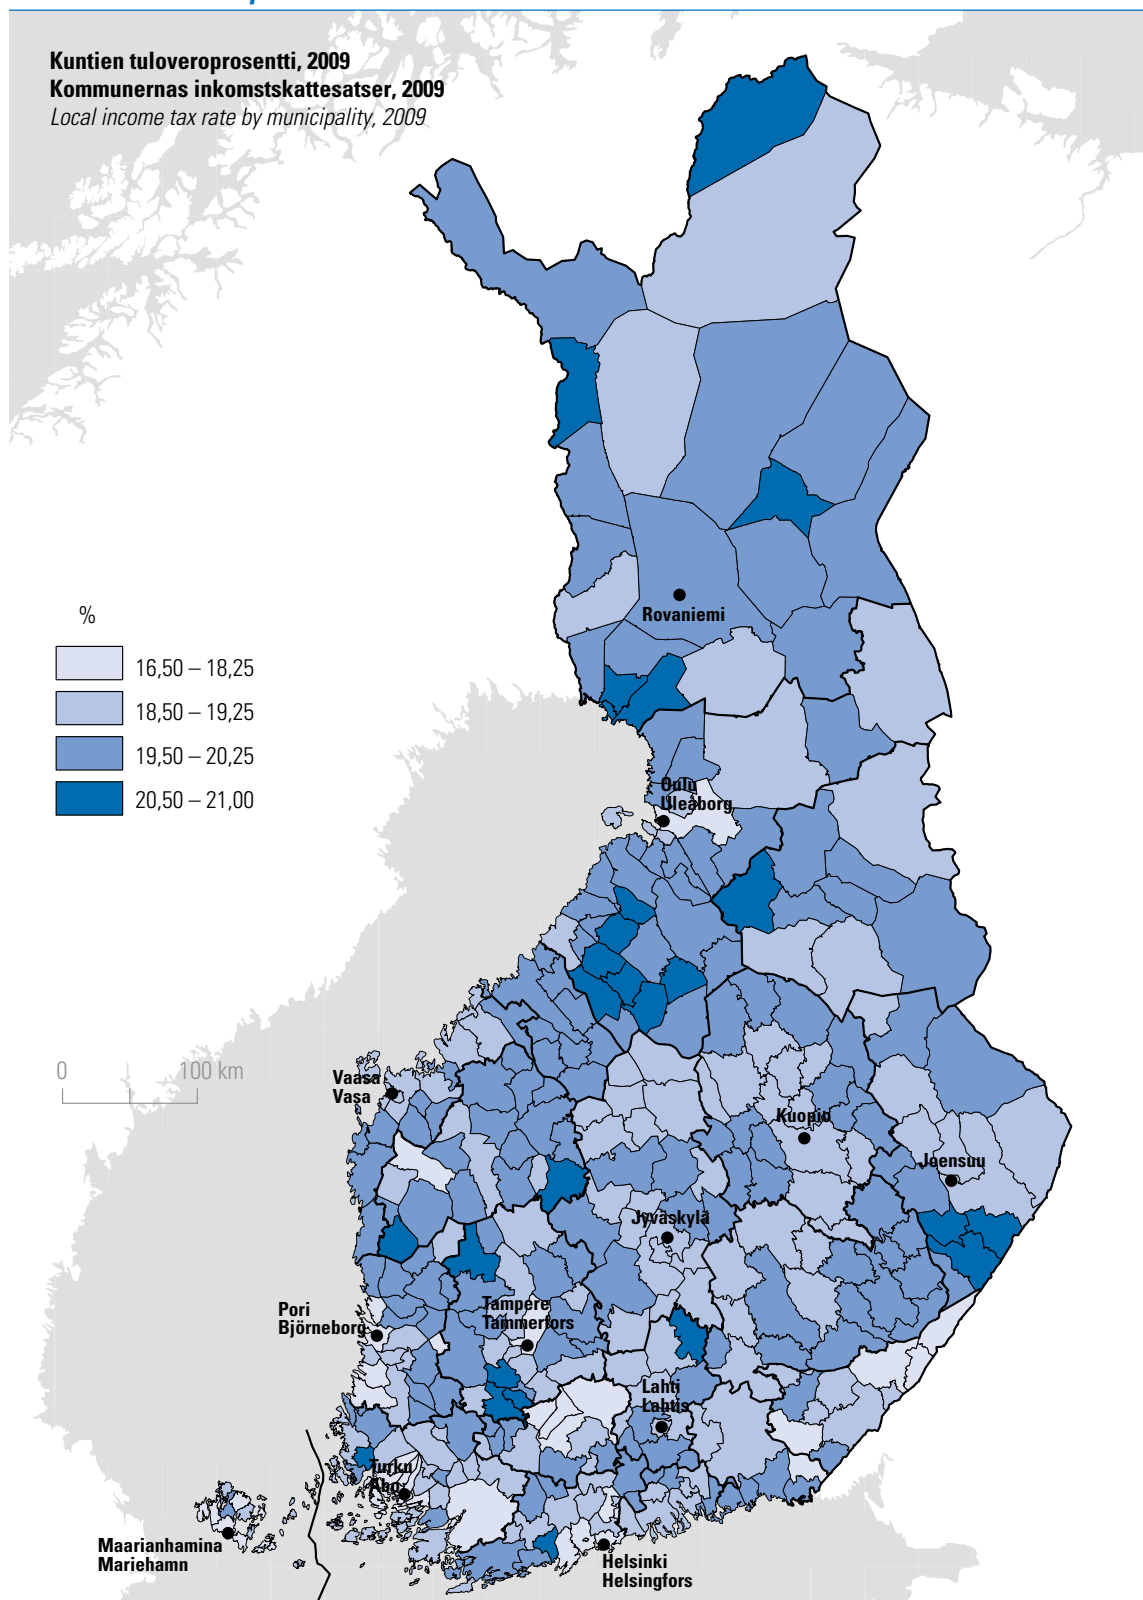 Kuntien tuloveroprosentti, 2009
Kommunernas inkomstskattesatser, 2009
Local income tax rate by municipality, 2009
Rovaniemi
%
16,50 – 18,25
18,50 – 19,25
19,50 – 20,25
20,50 – 21,00
Oulu
Uleåborg
0
100 km
Vaasa
Vasa
Kuopio
Joensuu
Jyväskylä
Pori
Björneborg
Tampere
Tammerfors
Lahti
Lahtis
Turku
Åbo
Maarianhamina
Mariehamn
Helsinki
Helsingfors